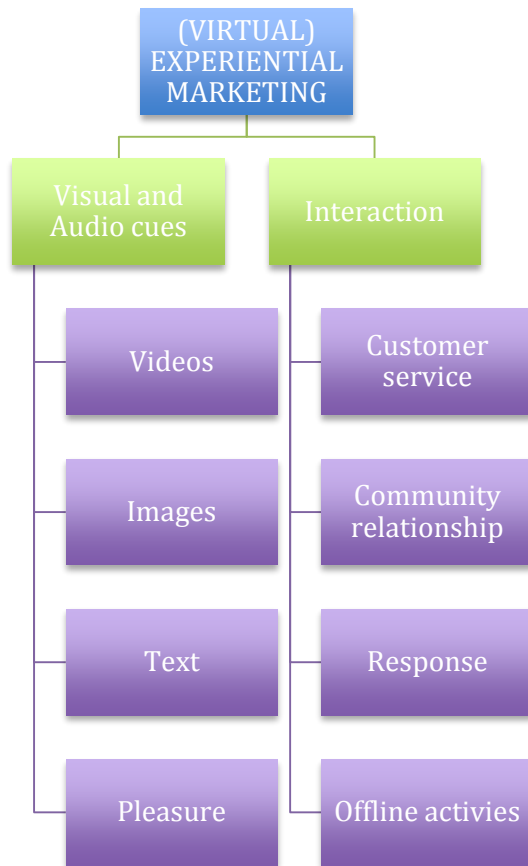 (VIRTUAL)
EXPERIENTIAL
MARKETING
Visual and
Audio cues
Interaction
Videos
Images
Text
Pleasure
Customer
service
Community
relationship
Response
Offline activies